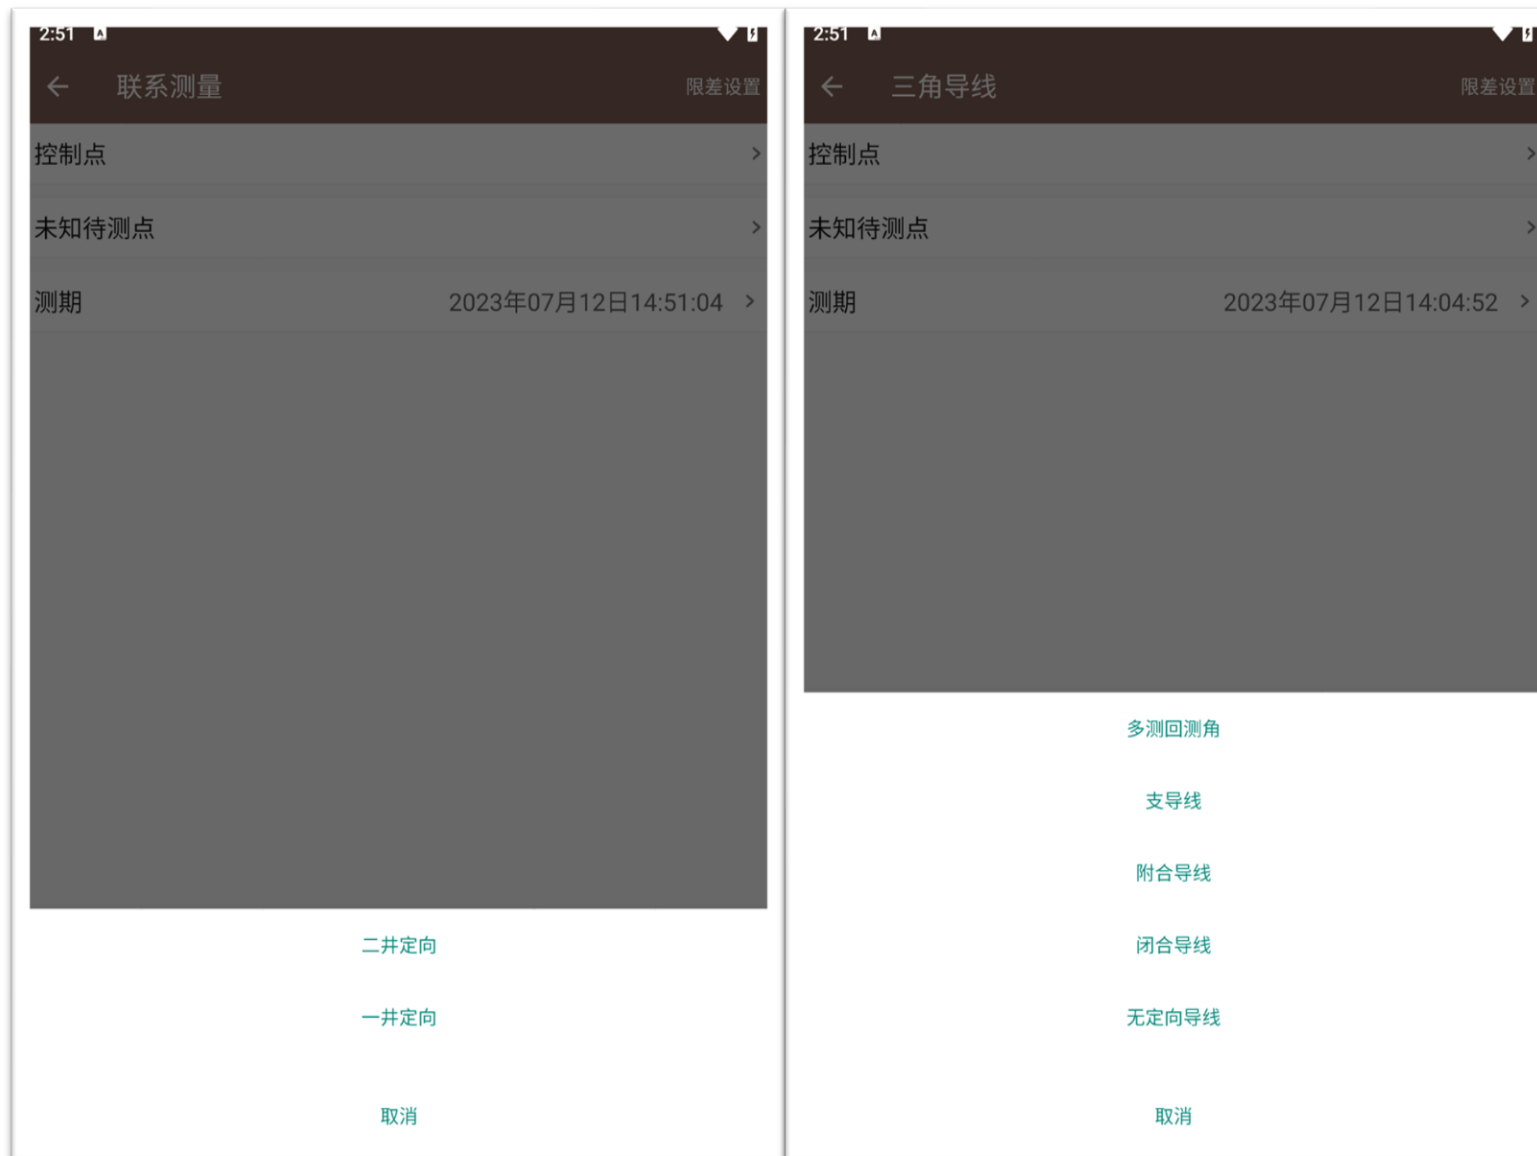 2:51
联系测量
限差设置
控制点
未知待测点
测期 2023年07月12日14:51:04
二井定向
一井定向
取消
2:51
三角导线
限差设置
控制点
未知待测点
测期 2023年07月12日14:04:52
多测回测角
支导线
附合导线
闭合导线
无定向导线
取消